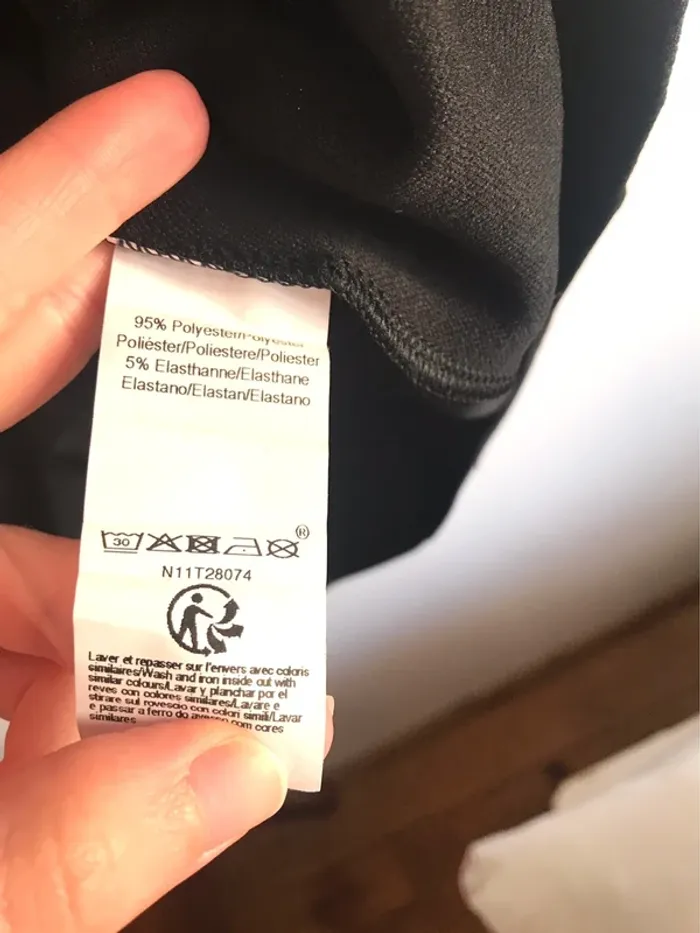 95% Polyester/Polyester
Poliéster/Poliestere/Poliester
5% Elasthanne/Elasthane
Elastano/Elastan/Elastano
30
®
N11T28074
Laver et repasser sur l'envers avec coloris
similaires/Wash and iron inside out with
similar colours/Lavar y planchar por el
reves con colores similares/Lavare e
stirare sul rovescio con colori simili/Lavar
e passar a ferro do avesso com cores
similares